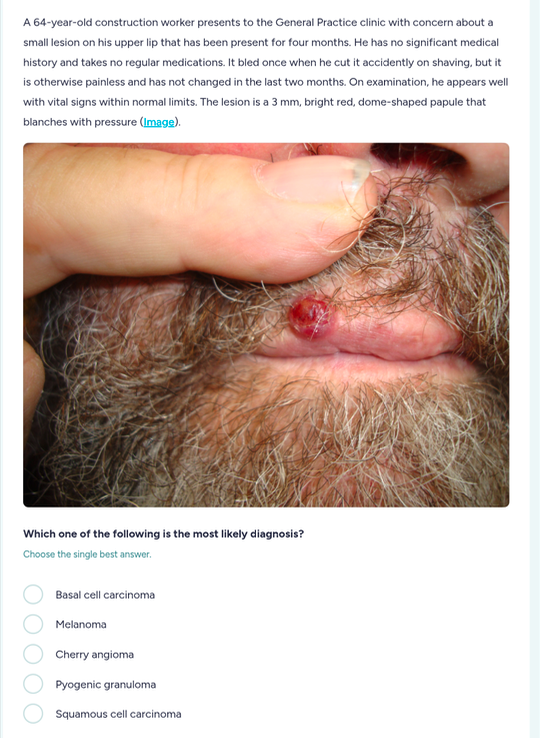 A 64-year-old construction worker presents to the General Practice clinic with concern about a
small lesion on his upper lip that has been present for four months. He has no significant medical
history and takes no regular medications. It bled once when he cut it accidently on shaving, but it
is otherwise painless and has not changed in the last two months. On examination, he appears well
with vital signs within normal limits. The lesion is a 3 mm, bright red, dome-shaped papule that
blanches with pressure (Image).
Which one of the following is the most likely diagnosis?
Choose the single best answer.
Basal cell carcinoma
Melanoma
Cherry angioma
Pyogenic granuloma
Squamous cell carcinoma